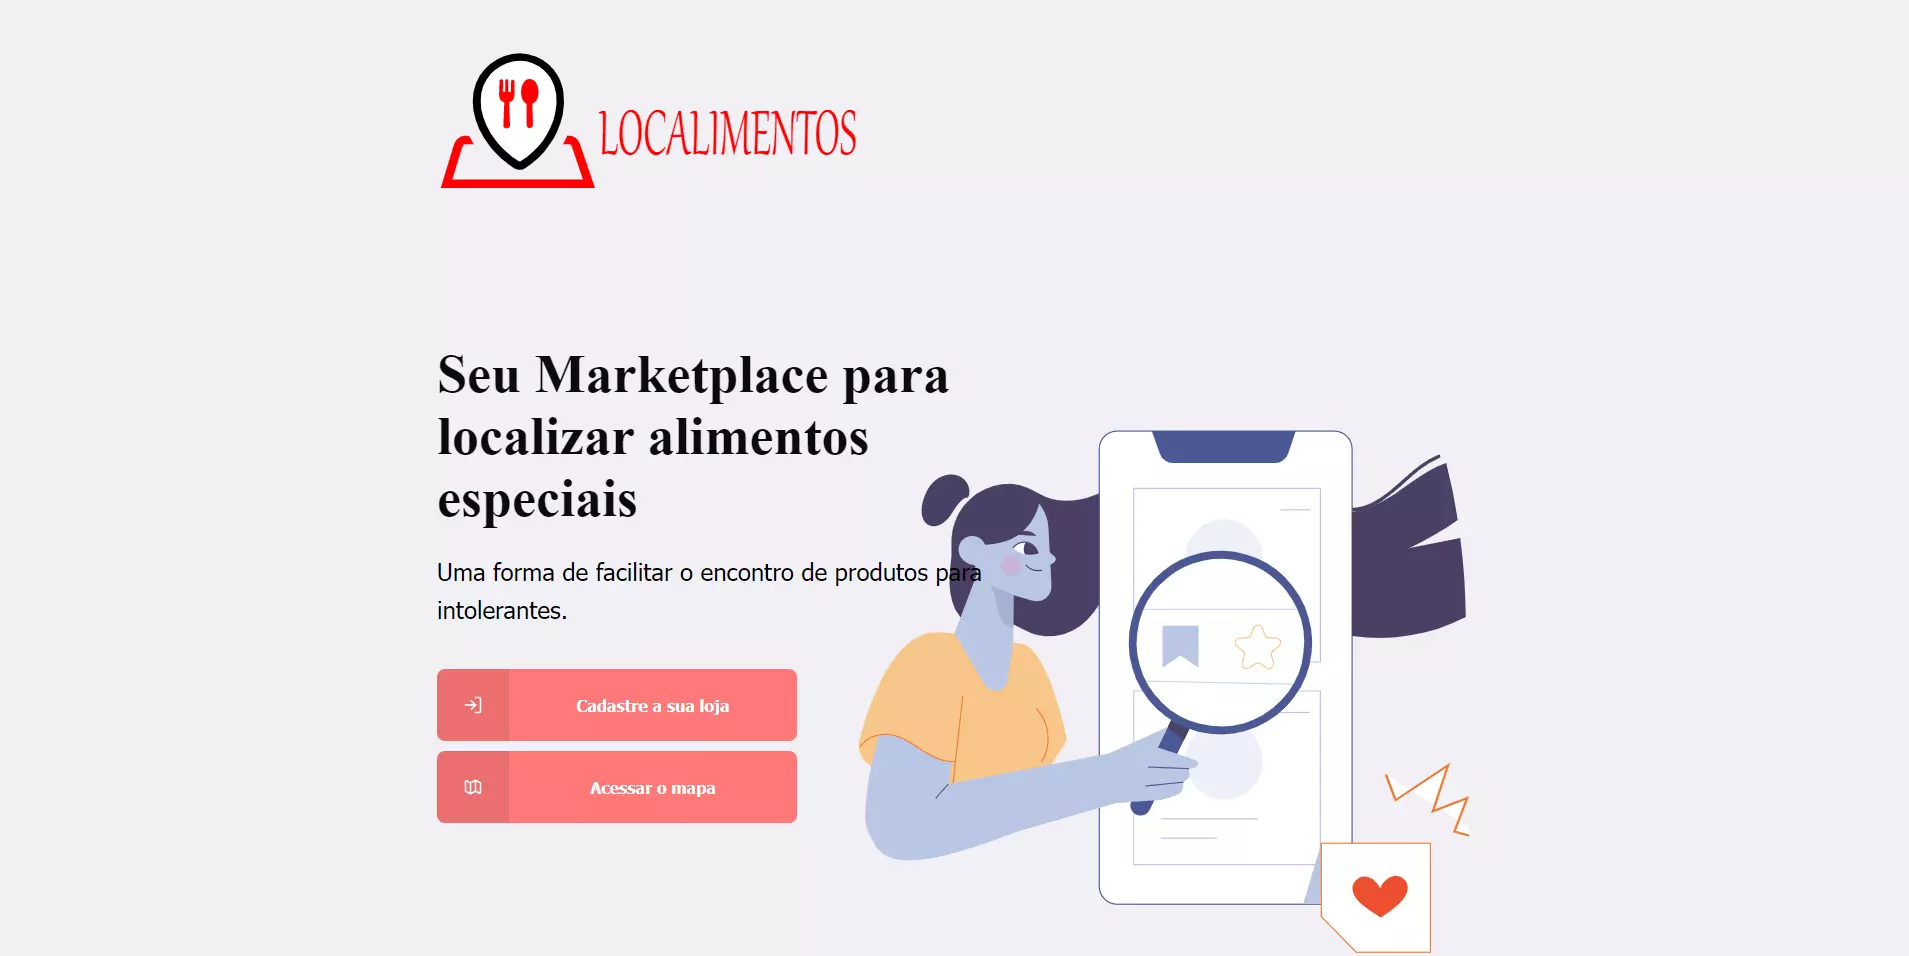 LOCALIMENTOS
Seu Marketplace para
localizar alimentos
especiais
Uma forma de facilitar o encontro de produtos para
intolerantes.
Cadastre a sua loja
Acessar o mapa